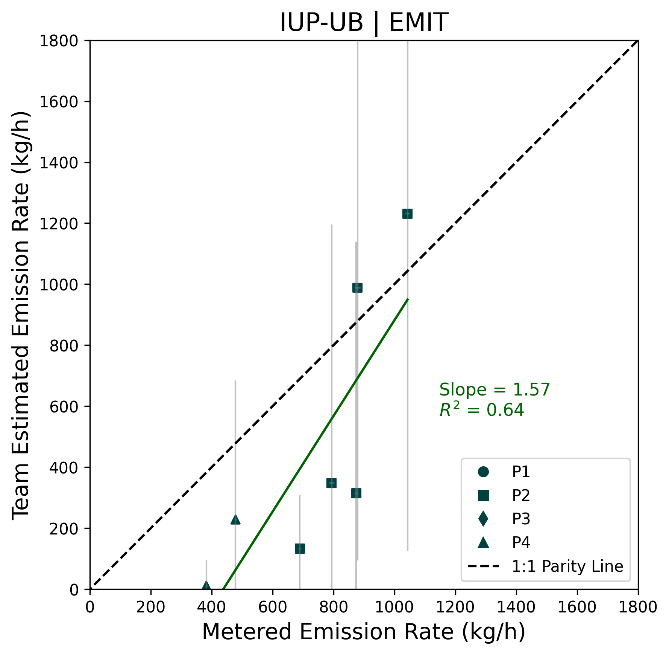 IUP-UB | EMIT
Team Estimated Emission Rate (kg/h)
1800
1600
1400
1200
1000
800
600
400
200
0
Slope = 1.57
R² = 0.64
P1
P2
P3
P4
1:1 Parity Line
0 200 400 600 800 1000 1200 1400 1600 1800
Metered Emission Rate (kg/h)